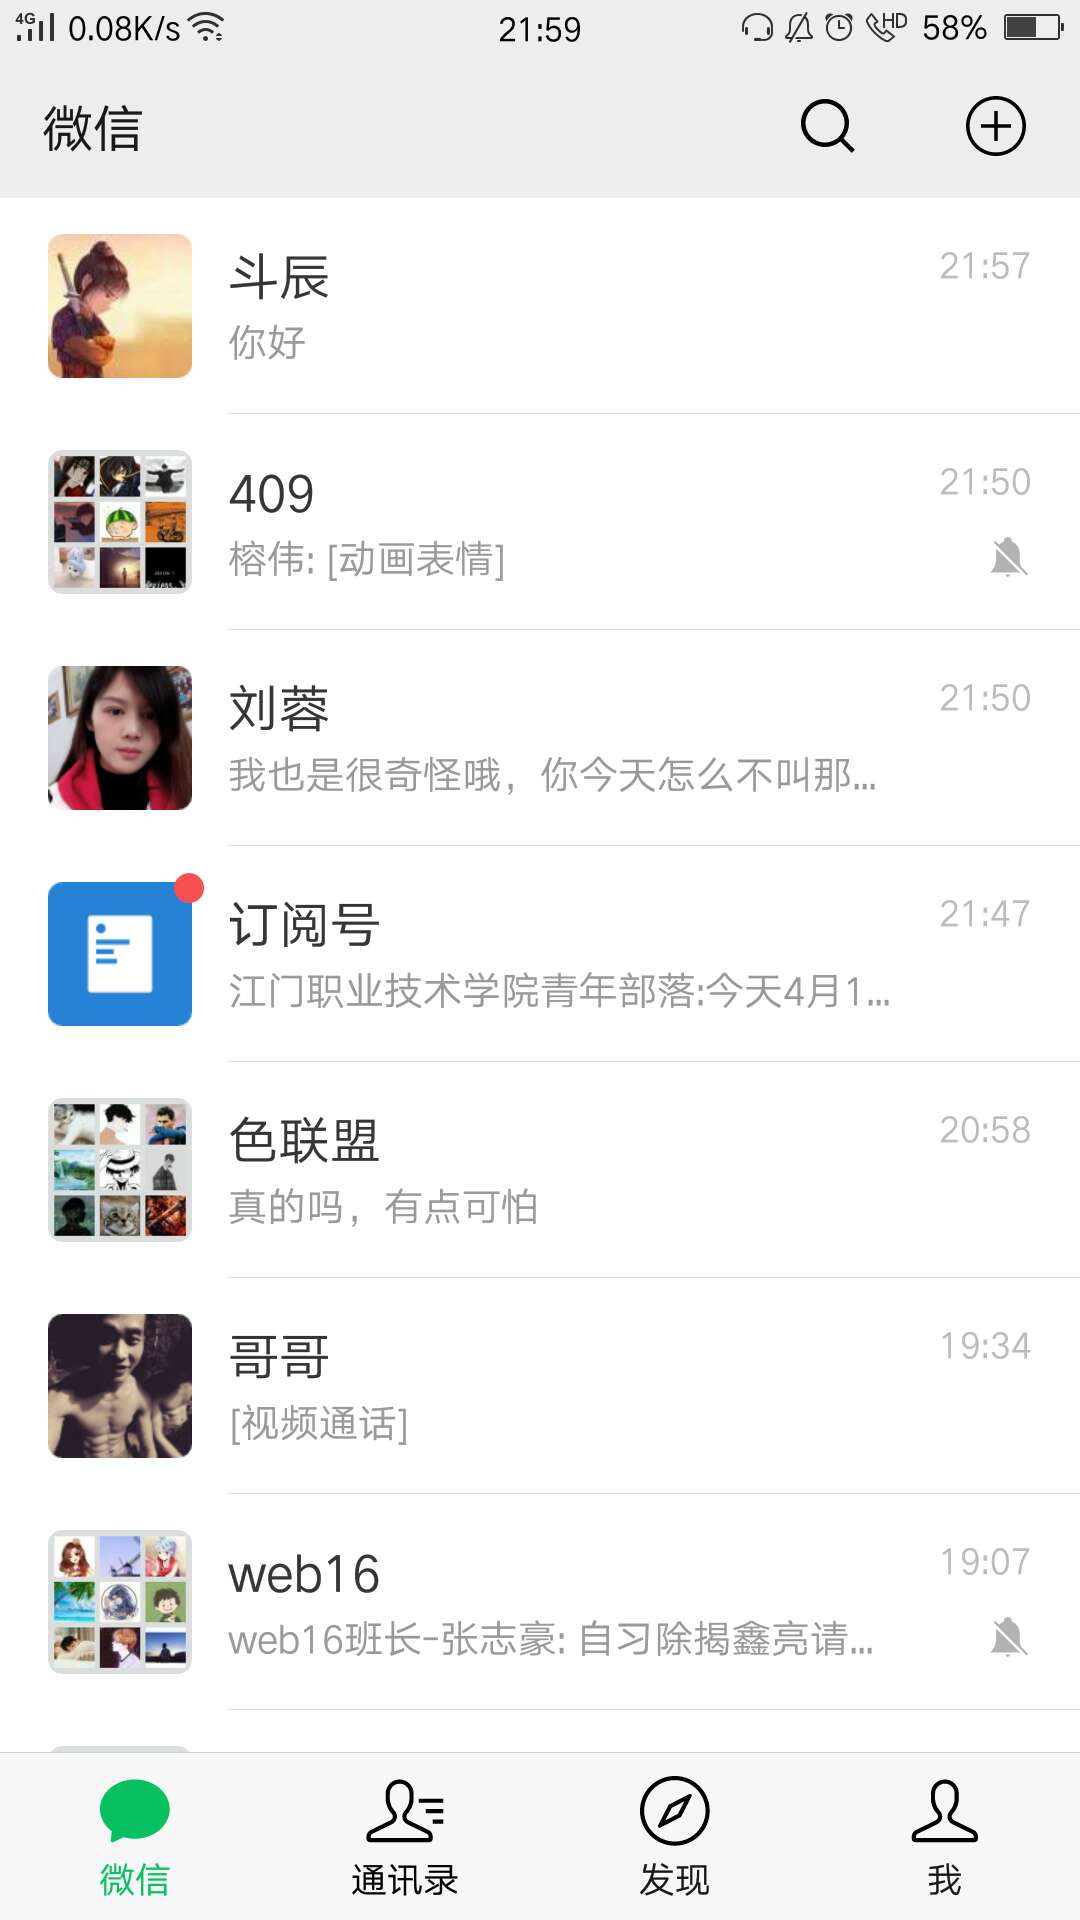 4G 0.08K/s 21:59 HD 58%
微信
斗辰 21:57
你好
409 21:50
榕伟: [动画表情]
刘蓉 21:50
我也是很奇怪哦，你今天怎么不叫那...
订阅号 21:47
江门职业技术学院青年部落:今天4月1...
色联盟 20:58
真的吗，有点可怕
哥哥 19:34
[视频通话]
web16 19:07
web16班长-张志豪: 自习除揭鑫亮请...
微信 通讯录 发现 我